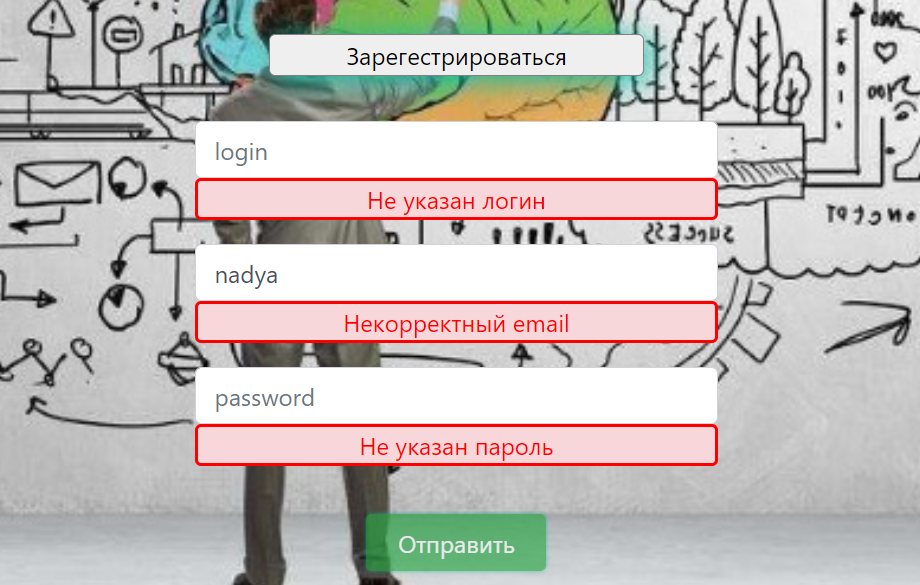 Зарегестрироваться
login
Не указан логин
nadya
Некорректный email
password
Не указан пароль
Отправить